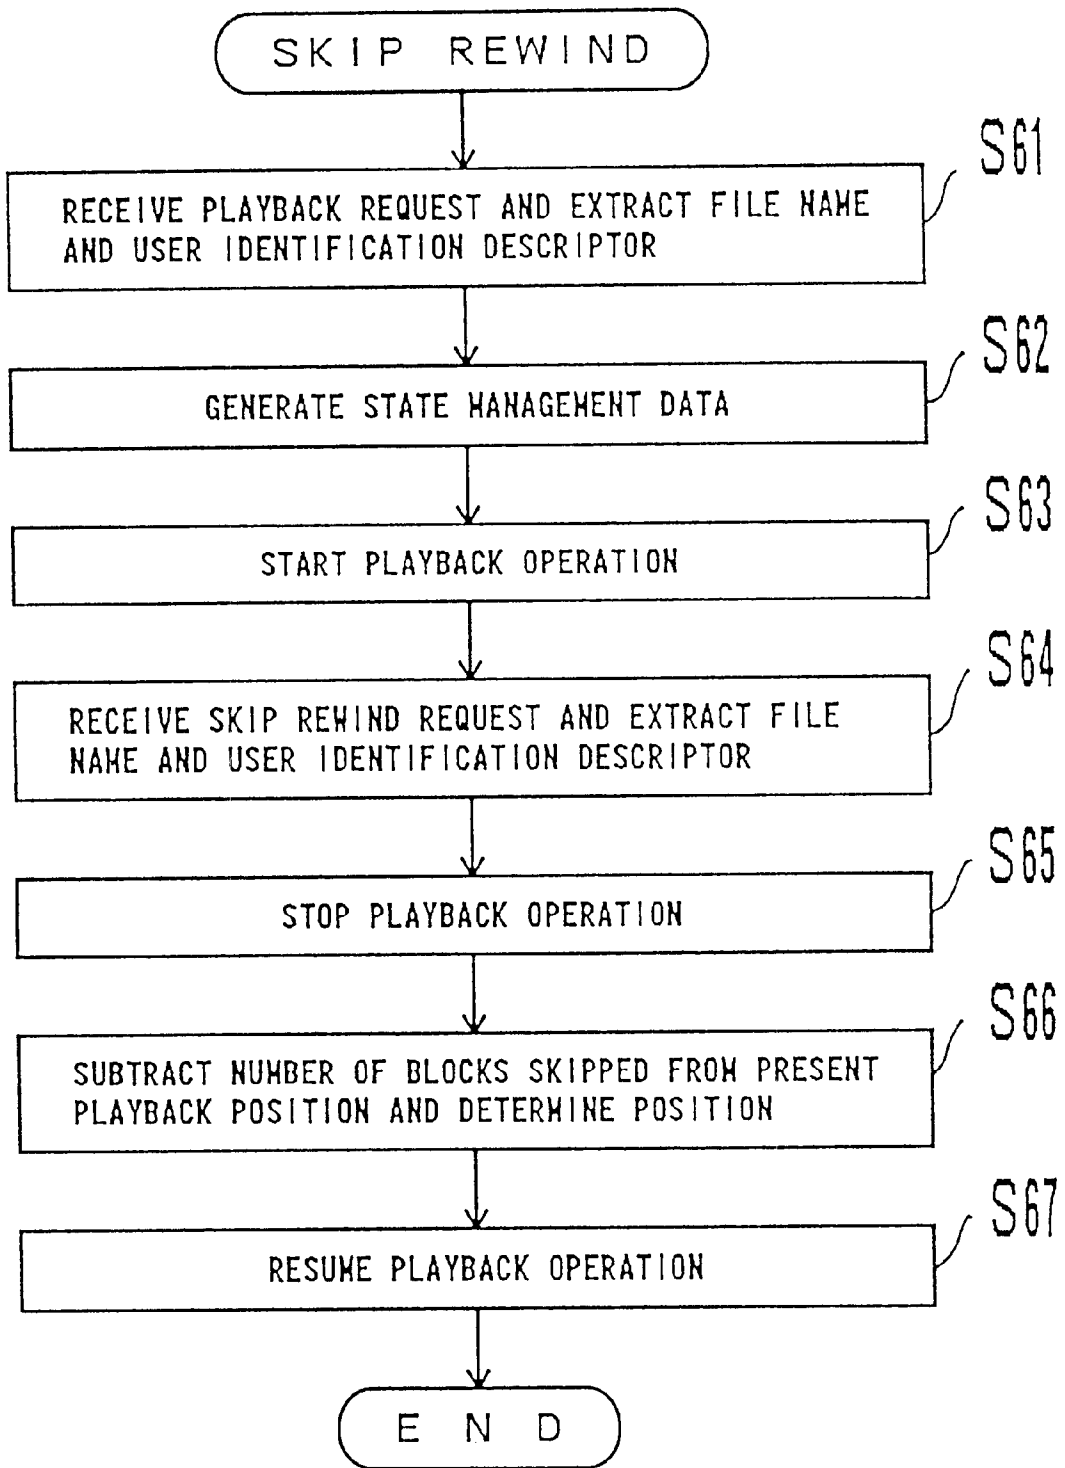 SKIP REWIND
S61
RECEIVE PLAYBACK REQUEST AND EXTRACT FILE NAME
AND USER IDENTIFICATION DESCRIPTOR
S62
GENERATE STATE MANAGEMENT DATA
S63
START PLAYBACK OPERATION
S64
RECEIVE SKIP REWIND REQUEST AND EXTRACT FILE
NAME AND USER IDENTIFICATION DESCRIPTOR
S65
STOP PLAYBACK OPERATION
S66
SUBTRACT NUMBER OF BLOCKS SKIPPED FROM PRESENT
PLAYBACK POSITION AND DETERMINE POSITION
S67
RESUME PLAYBACK OPERATION
END